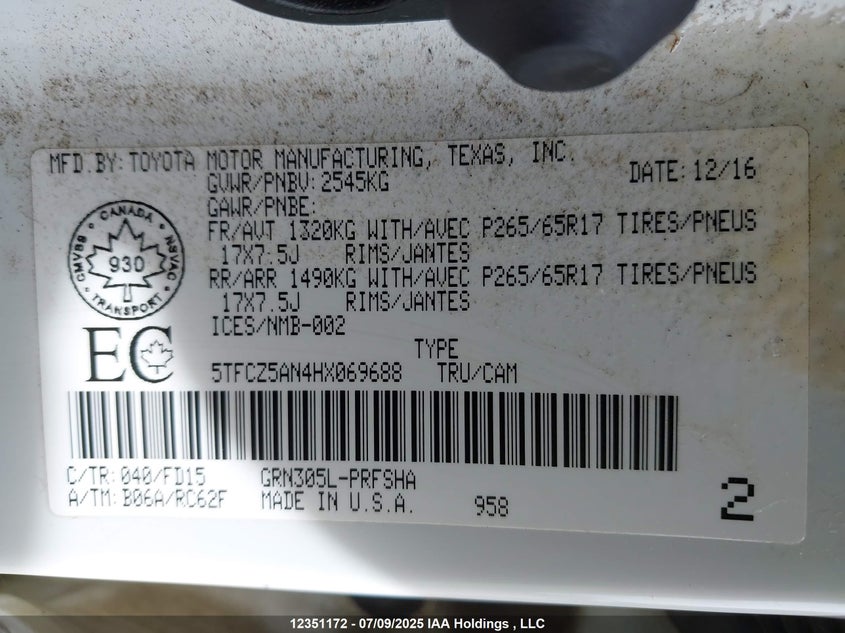 MFD.BY:TOYOTA MOTOR MANUFACTURING, TEXAS, INC.
DATE:12/16
GVWR/PNBV:2545KG
GAWR/PNBE:
FR/AVT 1320KG WITH/AVEC P265/65R17 TIRES/PNEUS
17X7.5J RIMS/JANTES
RR/ARR 1490KG WITH/AVEC P265/65R17 TIRES/PNEUS
17X7.5J RIMS/JANTES
ICES/NMB-002
CANADA
CMVSS
NSVAC
930
TRANSPORT
EC
TYPE
5TFCZ5AN4HX069688 TRU/CAM
C/TR:040/FD15 GRN305L-PRFSHA
A/TM:B06A/RC62F MADE IN U.S.A. 958
2
12351172 - 07/09/2025 IAA Holdings , LLC